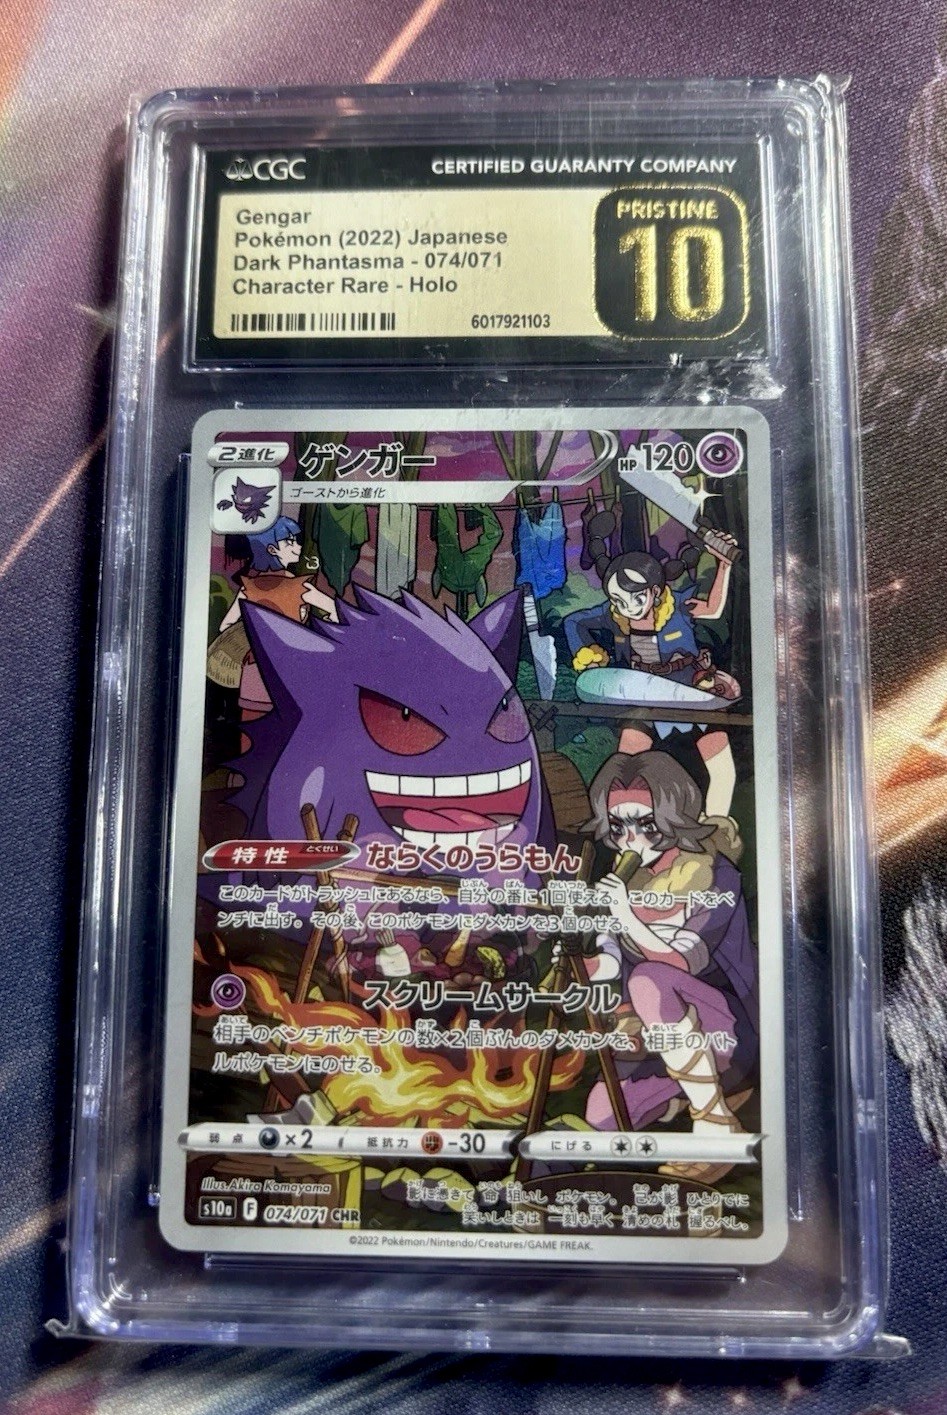 CGC
CERTIFIED GUARANTY COMPANY
Gengar
Pokémon (2022) Japanese
Dark Phantasma - 074/071
Character Rare - Holo
6017921103
PRISTINE
10
2進化
ゲンガー
HP 120
ゴーストから進化
特性
とくせい
ならくのうらもん
このカードがトラッシュにあるなら、自分の番に1回使える。このカードをベ
ンチに出す。その後、このポケモンにダメカンを3個のせる。
スクリームサークル
相手のベンチポケモンの数×2個ぶんのダメカンを、相手のバト
ルポケモンにのせる。
弱点 ×2 抵抗力 -30 にげる
Illus. Akira Komayama
s10a F 074/071 CHR
影に憑きて 命 狙いし ポケモン。 己が影 ひとりでに
笑いしときは 一刻も早く 清めの札 握るべし。
©2022 Pokémon/Nintendo/Creatures/GAME FREAK.